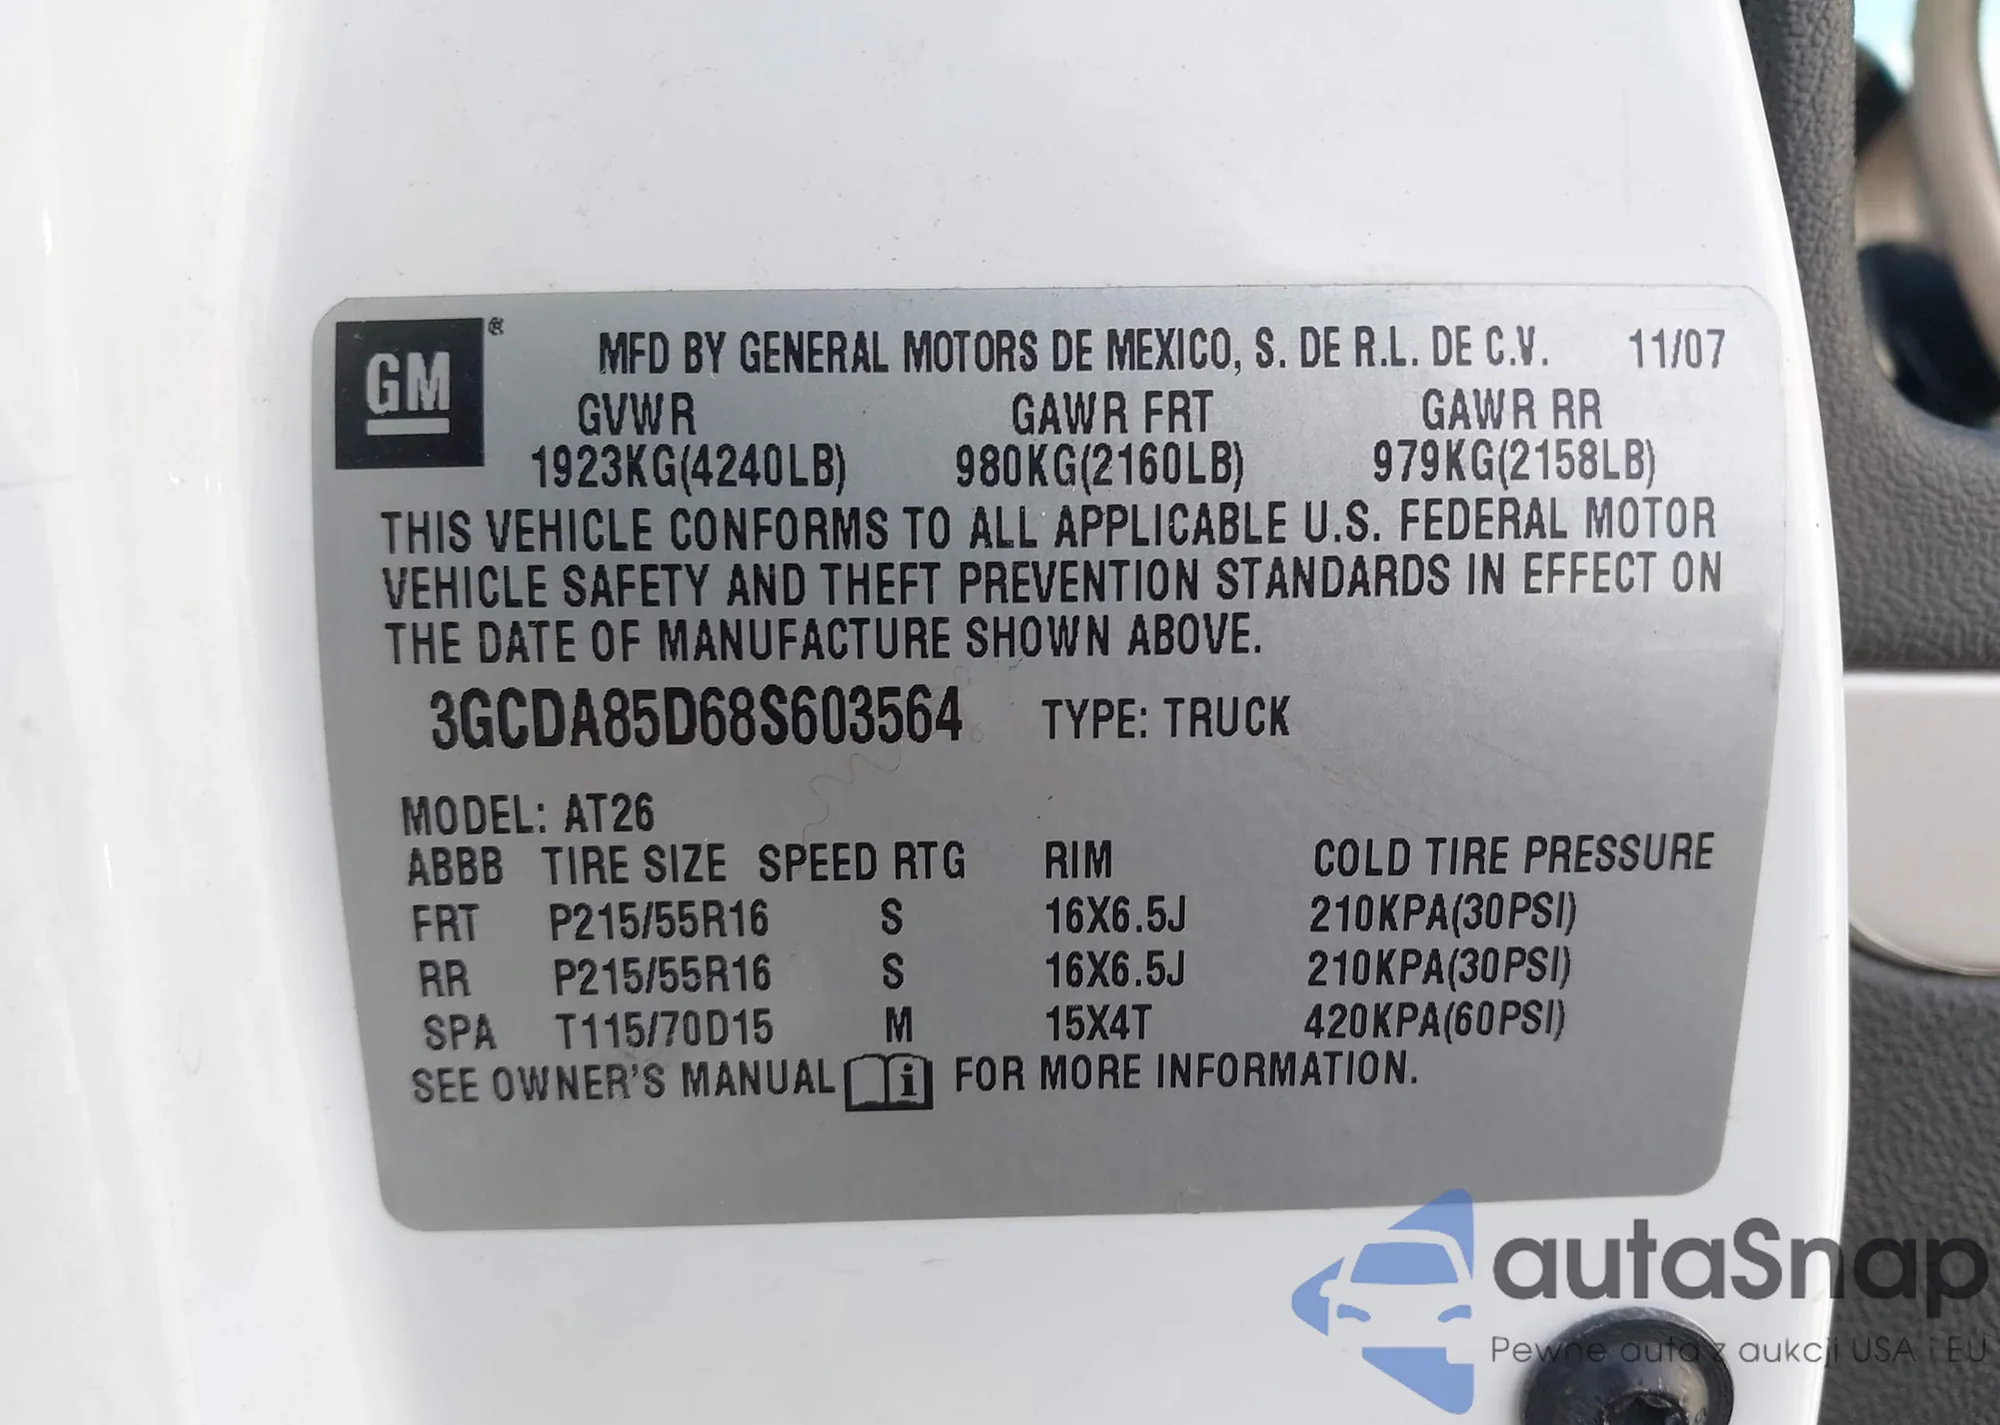 GM ®
MFD BY GENERAL MOTORS DE MEXICO, S. DE R.L. DE C.V. 11/07
GVWR GAWR FRT GAWR RR
1923KG(4240LB) 980KG(2160LB) 979KG(2158LB)
THIS VEHICLE CONFORMS TO ALL APPLICABLE U.S. FEDERAL MOTOR
VEHICLE SAFETY AND THEFT PREVENTION STANDARDS IN EFFECT ON
THE DATE OF MANUFACTURE SHOWN ABOVE.
3GCDA85D68S603564 TYPE: TRUCK
MODEL: AT26
ABBB TIRE SIZE SPEED RTG RIM COLD TIRE PRESSURE
FRT P215/55R16 S 16X6.5J 210KPA(30PSI)
RR P215/55R16 S 16X6.5J 210KPA(30PSI)
SPA T115/70D15 M 15X4T 420KPA(60PSI)
SEE OWNER'S MANUAL i FOR MORE INFORMATION.
autaSnap
Pewne auta z aukcji USA i EU